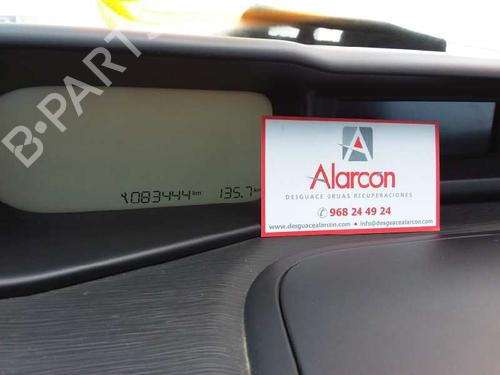 B-PARTS
083444 km 135.7 km
Alarcon
DESGUACE GRUAS RECUPERACIONES
968 24 49 24
www.desguacealarcon.com • info@desguacealarcon.com